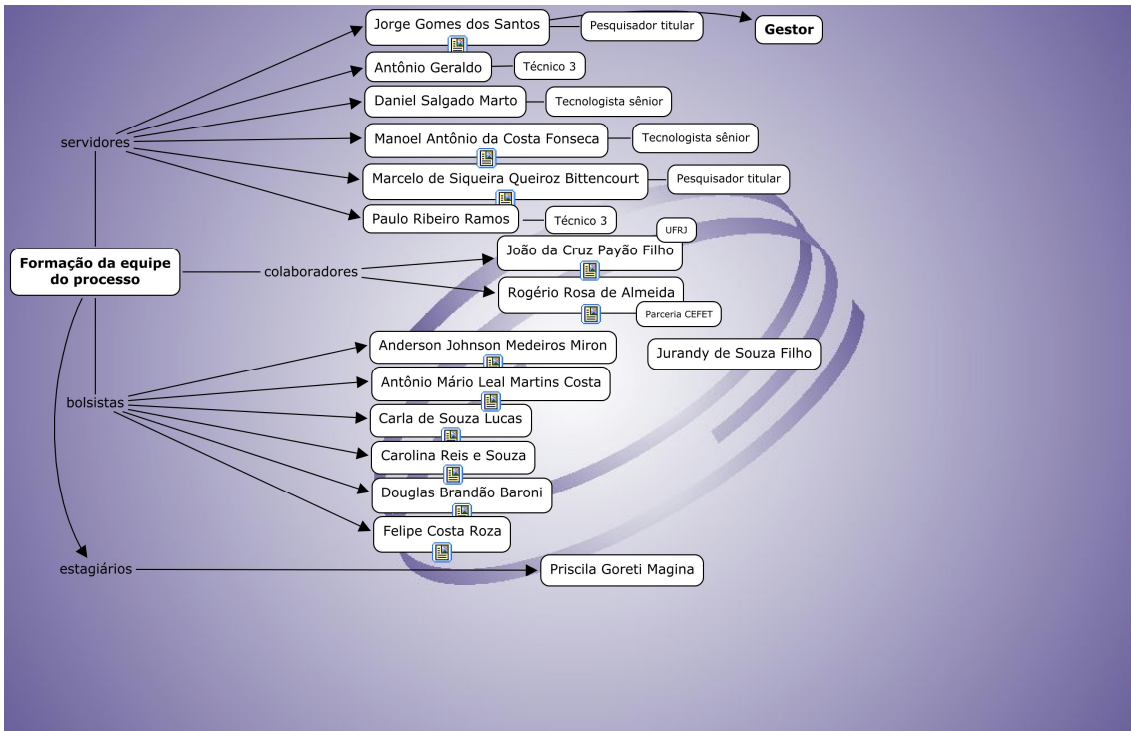 Jorge Gomes dos Santos
Pesquisador titular
Gestor
Antônio Geraldo
Técnico 3
Daniel Salgado Marto
Tecnologista sênior
servidores
Manoel Antônio da Costa Fonseca
Tecnologista sênior
Marcelo de Siqueira Queiroz Bittencourt
Pesquisador titular
Paulo Ribeiro Ramos
Técnico 3
UFRJ
João da Cruz Payão Filho
Formação da equipe
do processo
colaboradores
Rogério Rosa de Almeida
Parceria CEFET
Anderson Johnson Medeiros Miron
Jurandy de Souza Filho
Antônio Mário Leal Martins Costa
bolsistas
Carla de Souza Lucas
Carolina Reis e Souza
Douglas Brandão Baroni
Felipe Costa Roza
estagiários
Priscila Goreti Magina